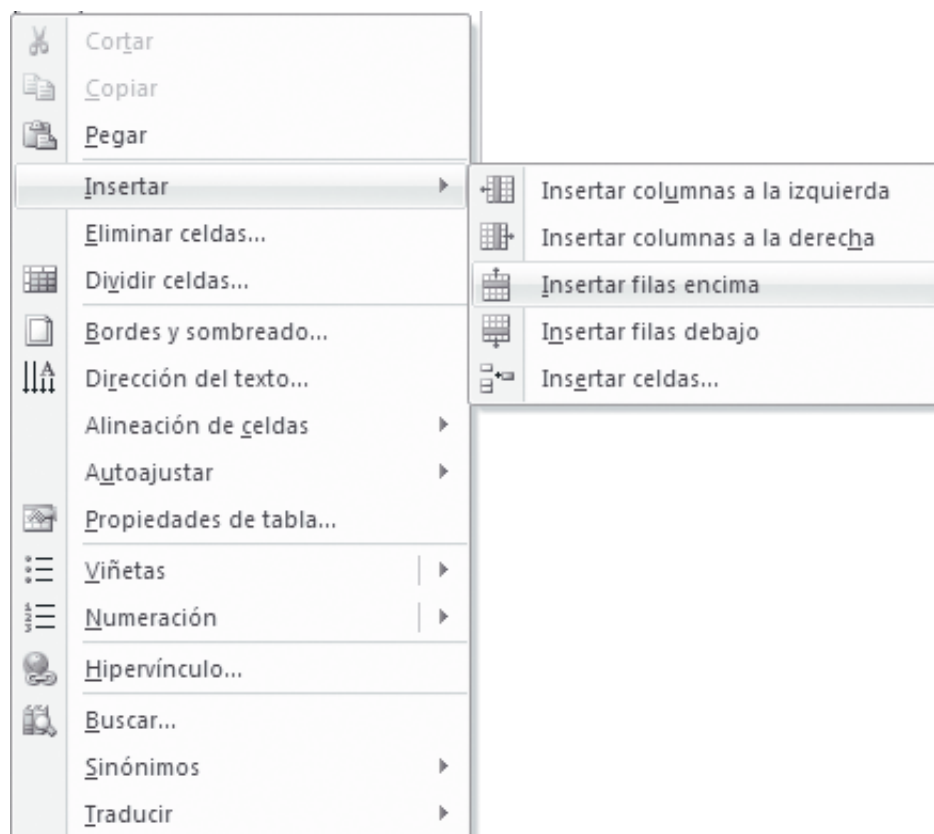 Cortar
Copiar
Pegar
Insertar
Eliminar celdas...
Dividir celdas...
Bordes y sombreado...
Dirección del texto...
Alineación de celdas
Autoajustar
Propiedades de tabla...
Viñetas
Numeración
Hipervínculo...
Buscar...
Sinónimos
Traducir
Insertar columnas a la izquierda
Insertar columnas a la derecha
Insertar filas encima
Insertar filas debajo
Insertar celdas...